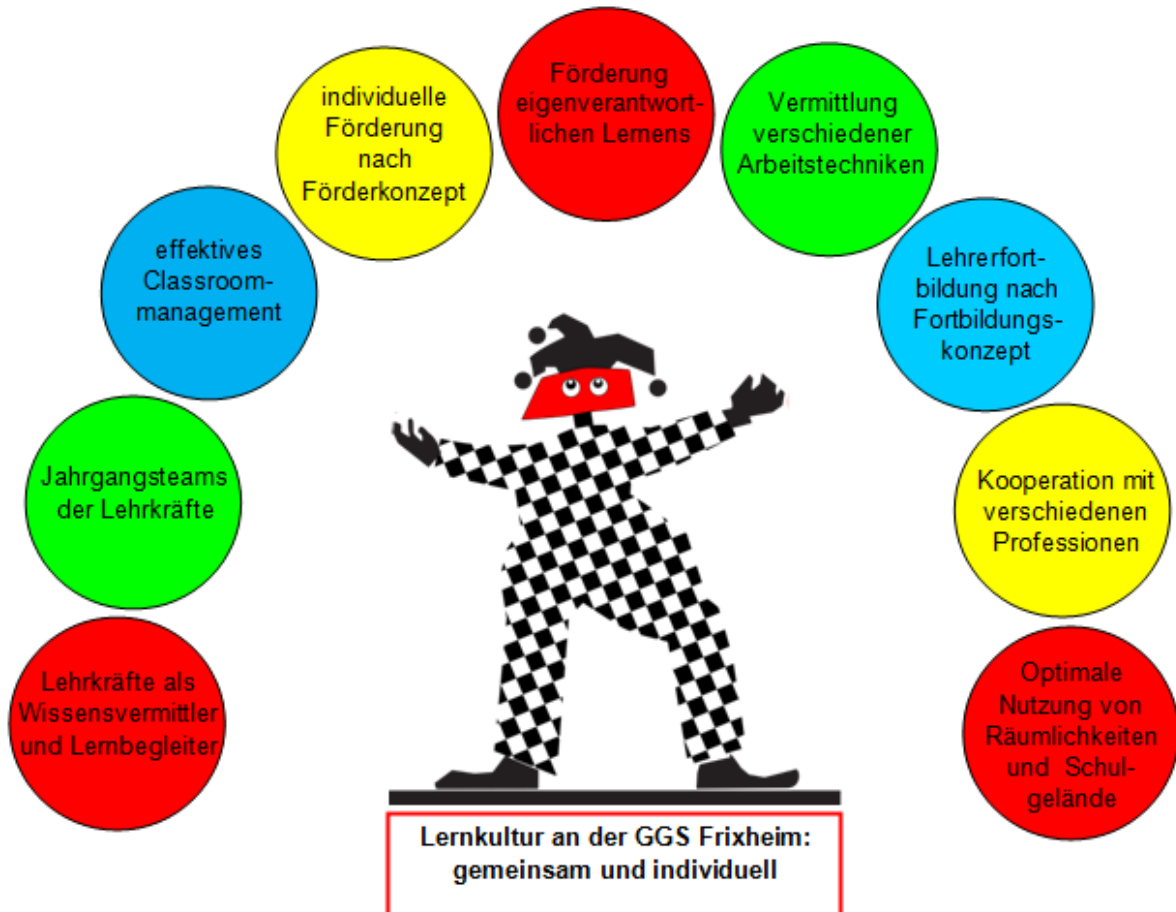 Lehrkräfte als
Wissensvermittler
und Lernbegleiter
Jahrgangsteams
der Lehrkräfte
effektives
Classroom-
management
individuelle
Förderung
nach
Förderkonzept
Förderung
eigenverantwort-
lichen Lernens
Vermittlung
verschiedener
Arbeitstechniken
Lehrerfort-
bildung nach
Fortbildungs-
konzept
Kooperation mit
verschiedenen
Professionen
Optimale
Nutzung von
Räumlichkeiten
und Schul-
gelände
Lernkultur an der GGS Frixheim:
gemeinsam und individuell